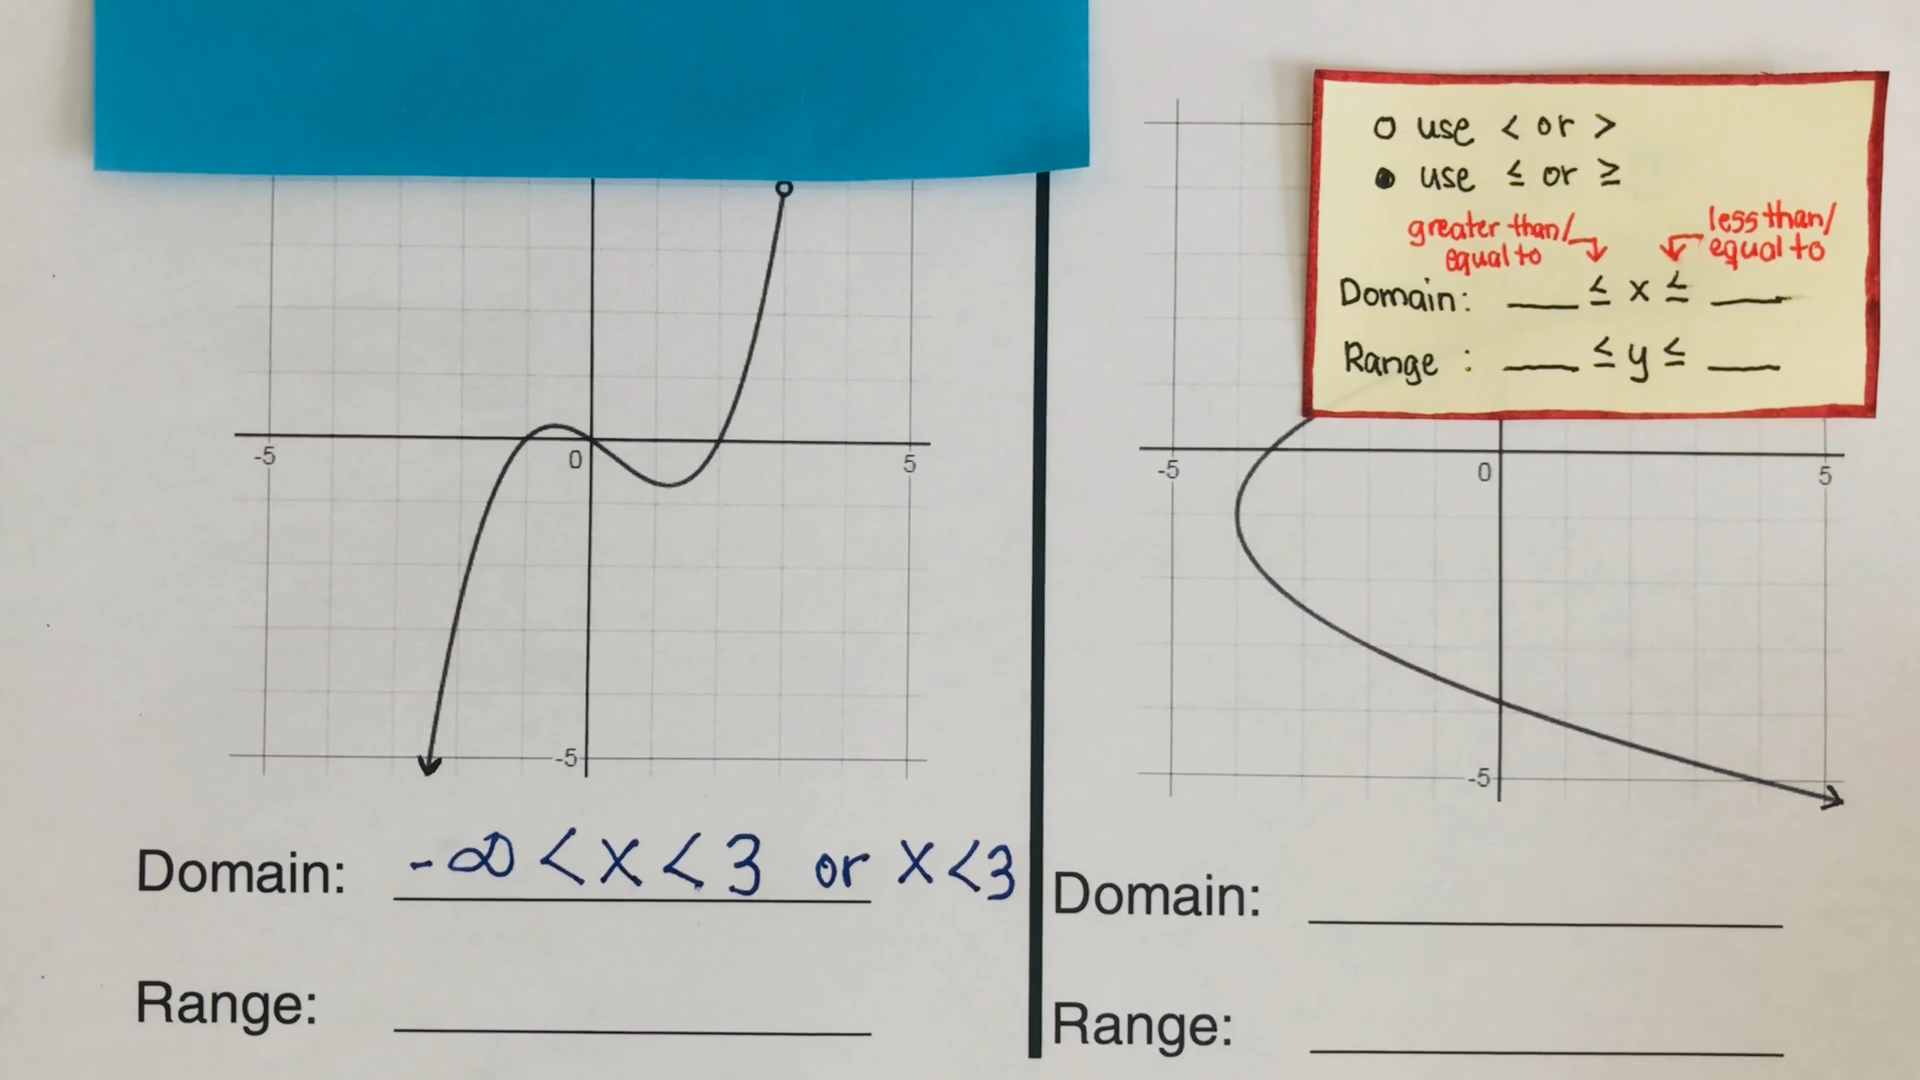 -5
0
5
-5
Domain: -∞ < x < 3 or x < 3
Range:
○ use < or >
● use ≤ or ≥
greater than/
equal to
less than/
equal to
Domain: ___ ≤ x ≤ ___
Range : ___ ≤ y ≤ ___
-5
0
5
-5
Domain:
Range: